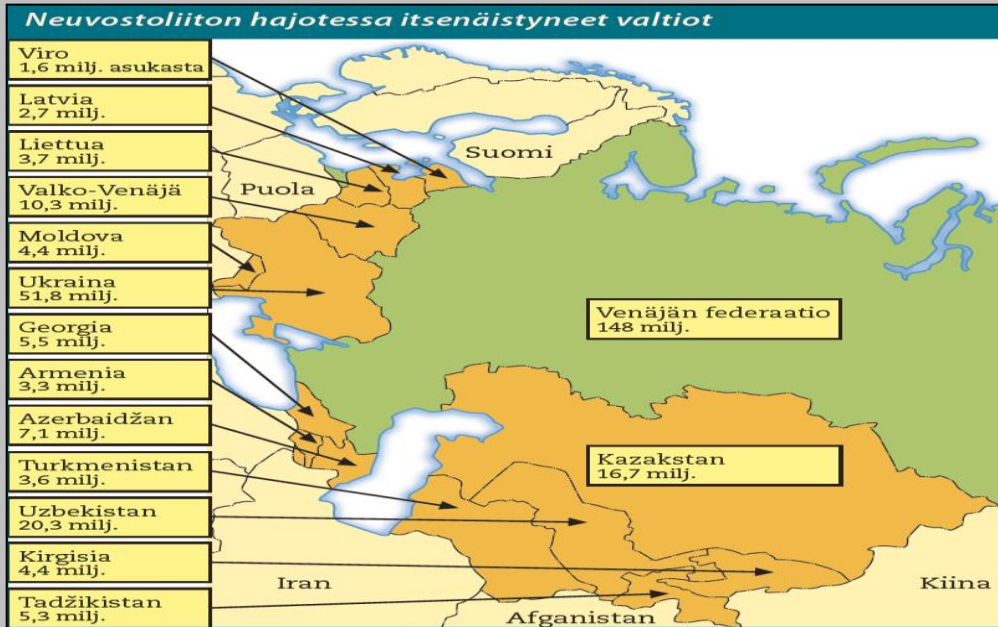 Neuvostoliiton hajotessa itsenäistyneet valtiot
Viro
1,6 milj. asukasta
Latvia
2,7 milj.
Liettua
3,7 milj.
Valko-Venäjä
10,3 milj.
Moldova
4,4 milj.
Ukraina
51,8 milj.
Georgia
5,5 milj.
Armenia
3,3 milj.
Azerbaidžan
7,1 milj.
Turkmenistan
3,6 milj.
Uzbekistan
20,3 milj.
Kirgisia
4,4 milj.
Tadžikistan
5,3 milj.
Suomi
Puola
Venäjän federaatio
148 milj.
Kazakstan
16,7 milj.
Iran
Afganistan
Kiina